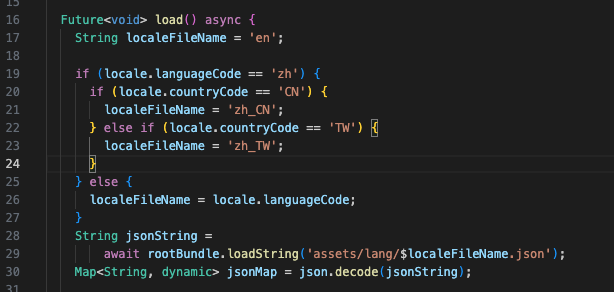 15
16 Future<void> load() async {
17 String localeFileName = 'en';
18
19 if (locale.languageCode == 'zh') {
20 if (locale.countryCode == 'CN') {
21 localeFileName = 'zh_CN';
22 } else if (locale.countryCode == 'TW') {
23 localeFileName = 'zh_TW';
24 }
25 } else {
26 localeFileName = locale.languageCode;
27 }
28 String jsonString =
29 await rootBundle.loadString('assets/lang/$localeFileName.json');
30 Map<String, dynamic> jsonMap = json.decode(jsonString);
31